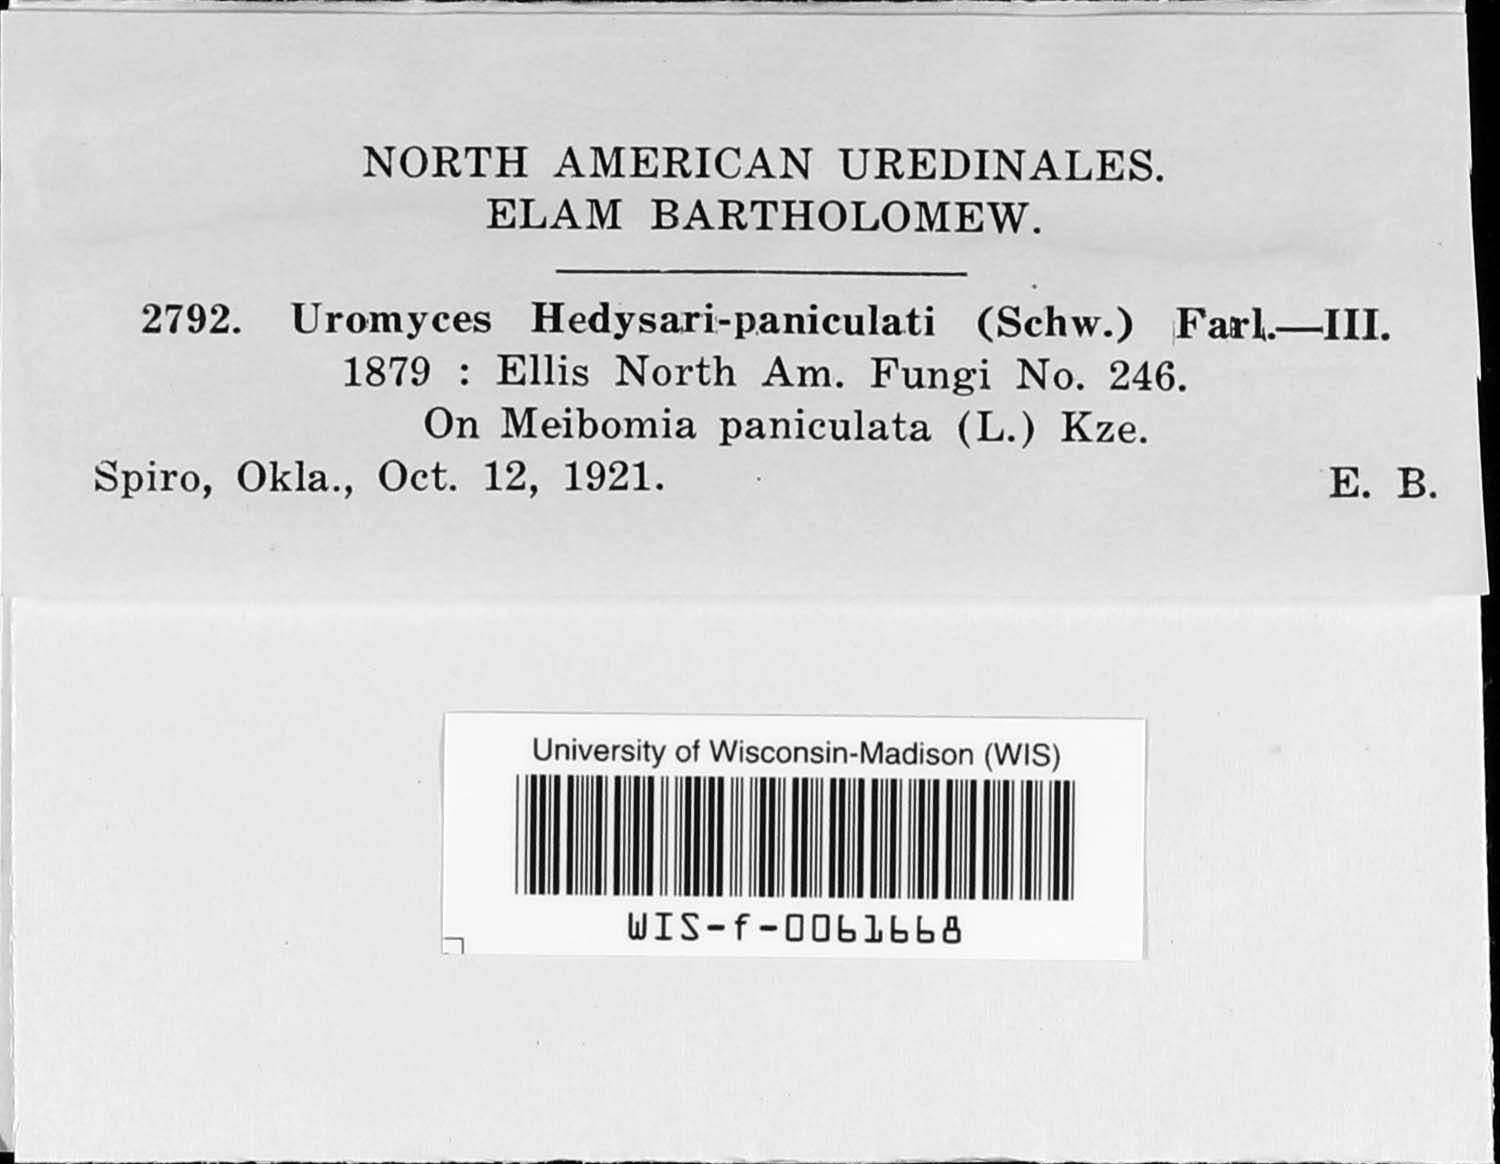 NORTH AMERICAN UREDINALES.
ELAM BARTHOLOMEW.
2792. Uromyces Hedysari-paniculati (Schw.) Farl.—III.
1879 : Ellis North Am. Fungi No. 246.
On Meibomia paniculata (L.) Kze.
Spiro, Okla., Oct. 12, 1921. E. B.
University of Wisconsin-Madison (WIS)
WIS-f-0061668